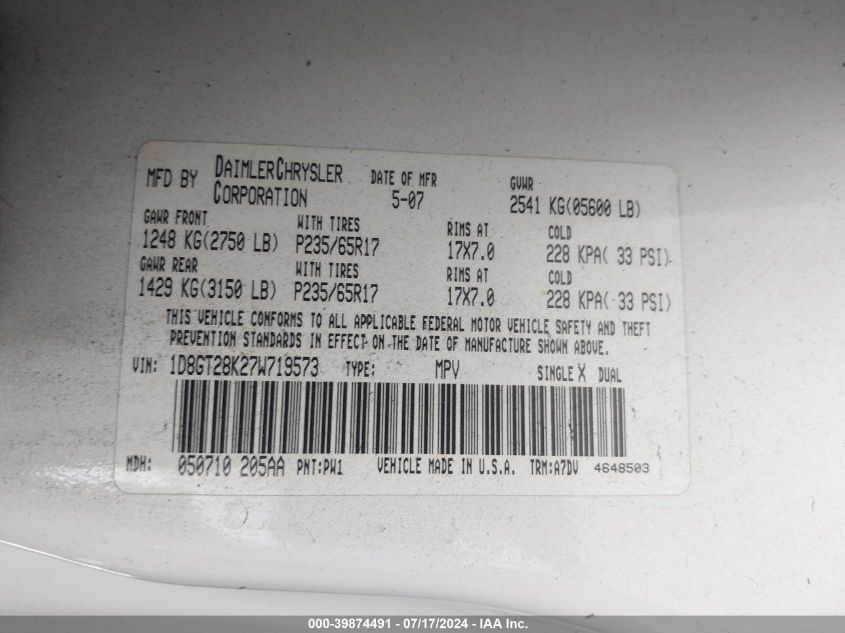 MFD BY DAIMLERCHRYSLER CORPORATION DATE OF MFR 5-07 GVWR 2541 KG(05600 LB)
GAWR FRONT WITH TIRES RIMS AT COLD
1248 KG(2750 LB) P235/65R17 17X7.0 228 KPA( 33 PSI)
GAWR REAR WITH TIRES RIMS AT COLD
1429 KG(3150 LB) P235/65R17 17X7.0 228 KPA( 33 PSI)
THIS VEHICLE CONFORMS TO ALL APPLICABLE FEDERAL MOTOR VEHICLE SAFETY AND THEFT
PREVENTION STANDARDS IN EFFECT ON THE DATE OF MANUFACTURE SHOWN ABOVE.
VIN: 1D8GT28K27W719573 TYPE: MPV SINGLE X DUAL
MDH: 050710 205AA PNT:PW1 VEHICLE MADE IN U.S.A. TRM:A7DV 4648503
000-39874491 - 07/17/2024 - IAA Inc.